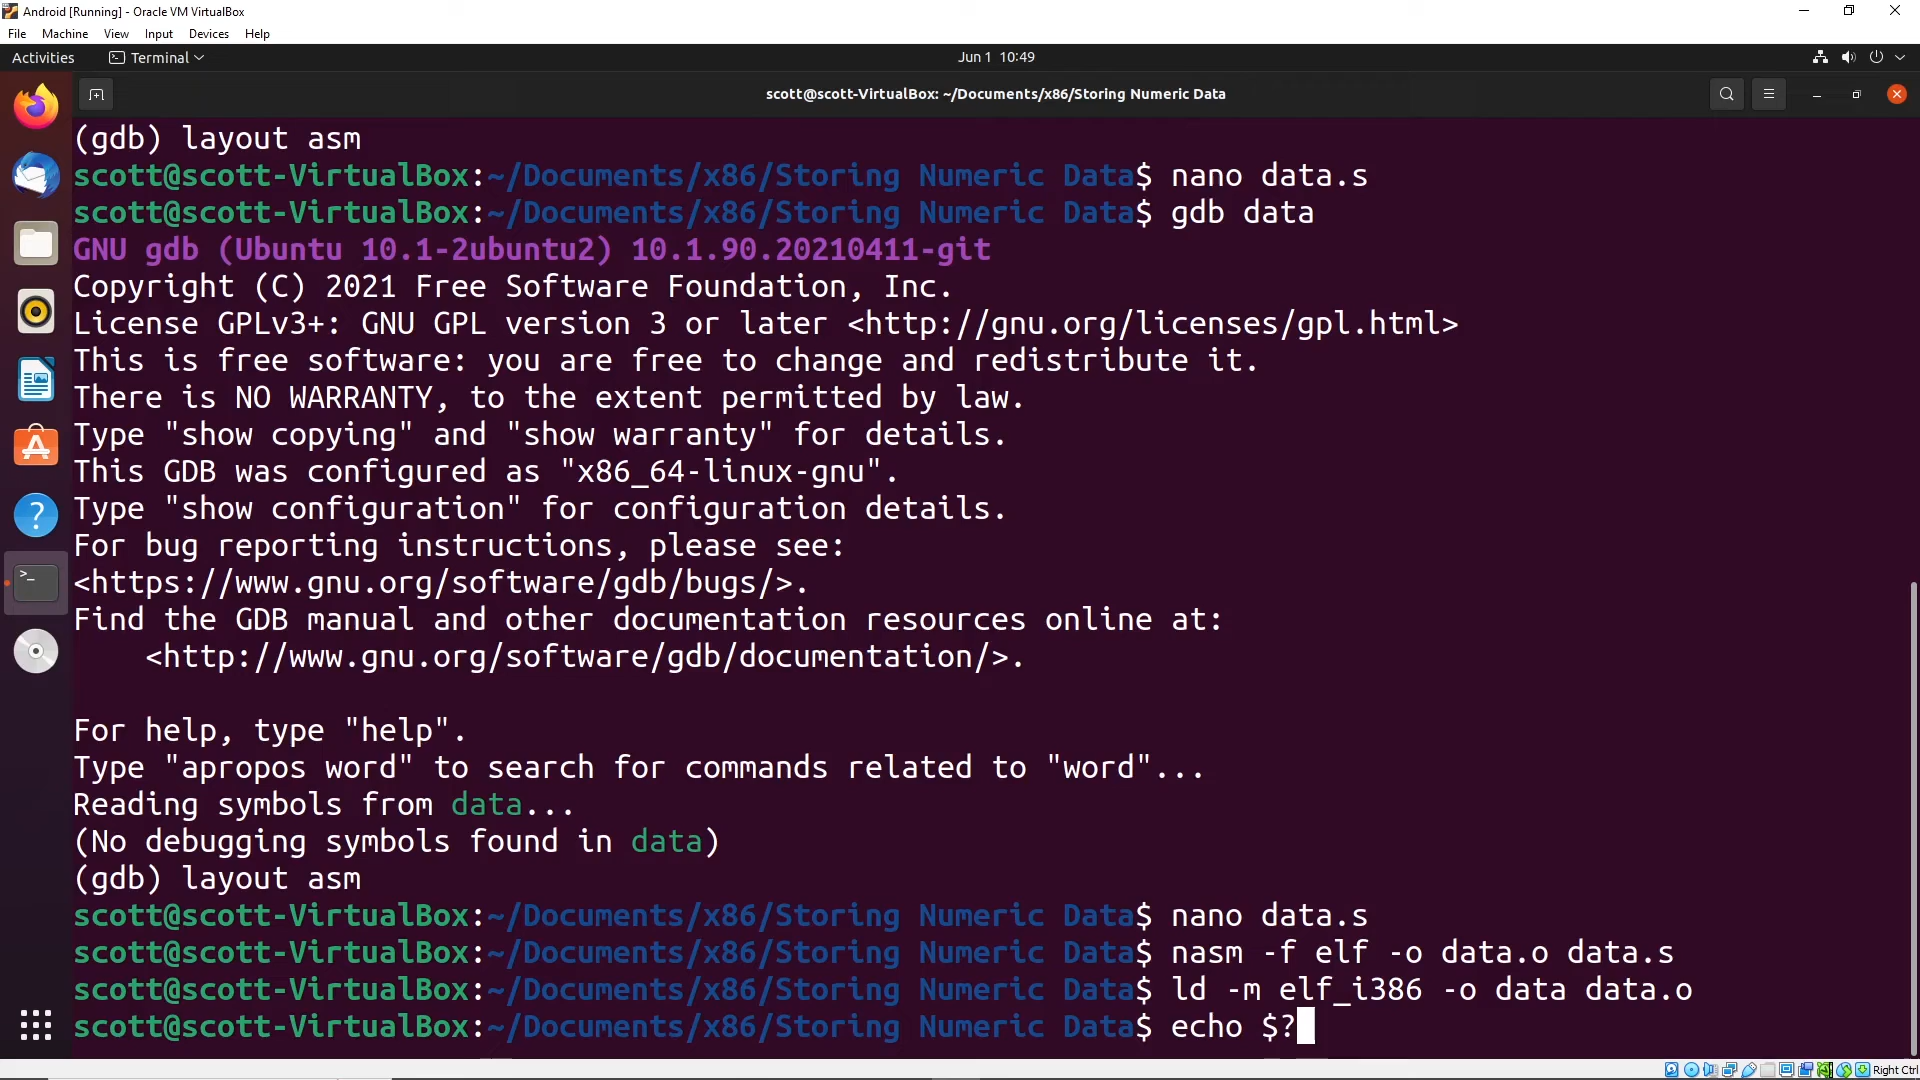 Android [Running] - Oracle VM VirtualBox
File Machine View Input Devices Help
Activities Terminal Jun 1 10:49
scott@scott-VirtualBox: ~/Documents/x86/Storing Numeric Data
(gdb) layout asm
scott@scott-VirtualBox:~/Documents/x86/Storing Numeric Data$ nano data.s
scott@scott-VirtualBox:~/Documents/x86/Storing Numeric Data$ gdb data
GNU gdb (Ubuntu 10.1-2ubuntu2) 10.1.90.20210411-git
Copyright (C) 2021 Free Software Foundation, Inc.
License GPLv3+: GNU GPL version 3 or later <http://gnu.org/licenses/gpl.html>
This is free software: you are free to change and redistribute it.
There is NO WARRANTY, to the extent permitted by law.
Type "show copying" and "show warranty" for details.
This GDB was configured as "x86_64-linux-gnu".
Type "show configuration" for configuration details.
For bug reporting instructions, please see:
<https://www.gnu.org/software/gdb/bugs/>.
Find the GDB manual and other documentation resources online at:
<http://www.gnu.org/software/gdb/documentation/>.
For help, type "help".
Type "apropos word" to search for commands related to "word"...
Reading symbols from data...
(No debugging symbols found in data)
(gdb) layout asm
scott@scott-VirtualBox:~/Documents/x86/Storing Numeric Data$ nano data.s
scott@scott-VirtualBox:~/Documents/x86/Storing Numeric Data$ nasm -f elf -o data.o data.s
scott@scott-VirtualBox:~/Documents/x86/Storing Numeric Data$ ld -m elf_i386 -o data data.o
scott@scott-VirtualBox:~/Documents/x86/Storing Numeric Data$ echo $?
Right Ctrl